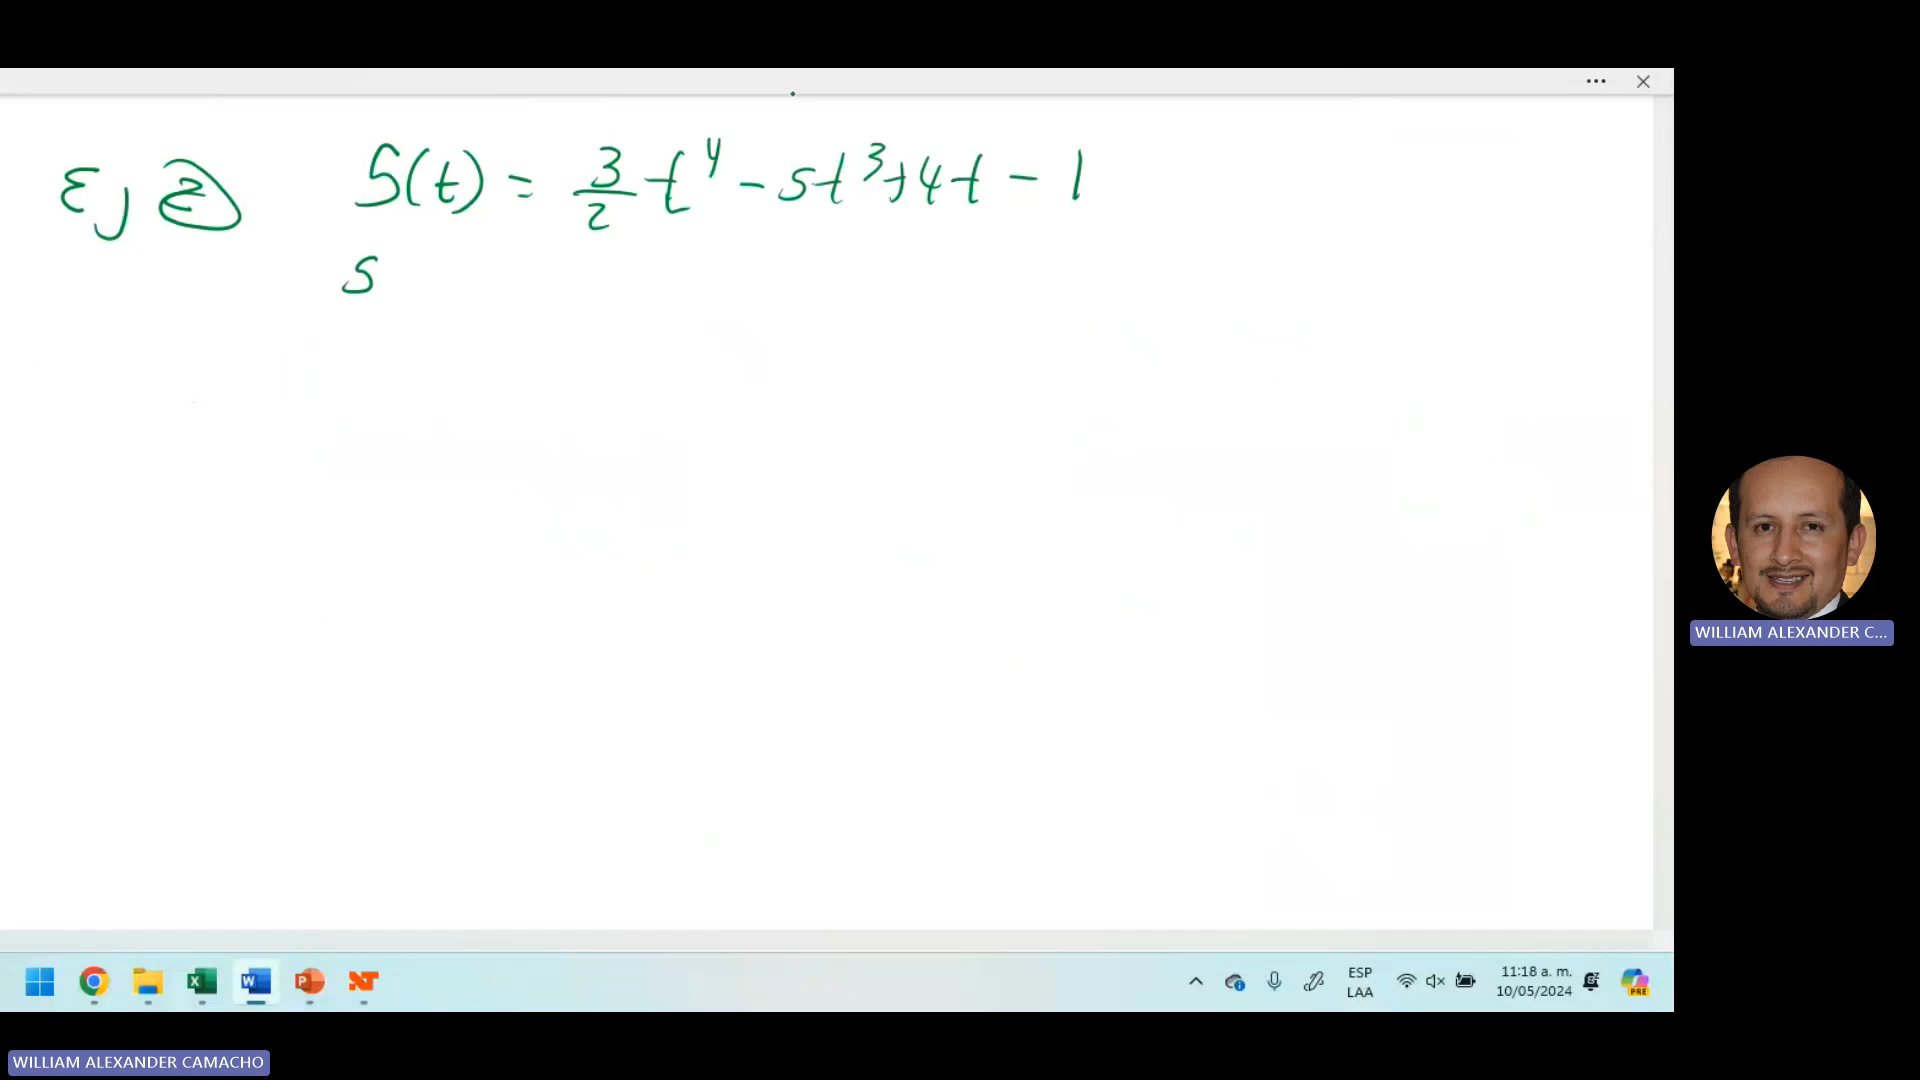 Ej 2 S(t) = 3/2 t^4 - 5t^3 + 4t - 1
S
WILLIAM ALEXANDER C...
ESP
LAA
11:18 a. m.
10/05/2024
PRE
WILLIAM ALEXANDER CAMACHO